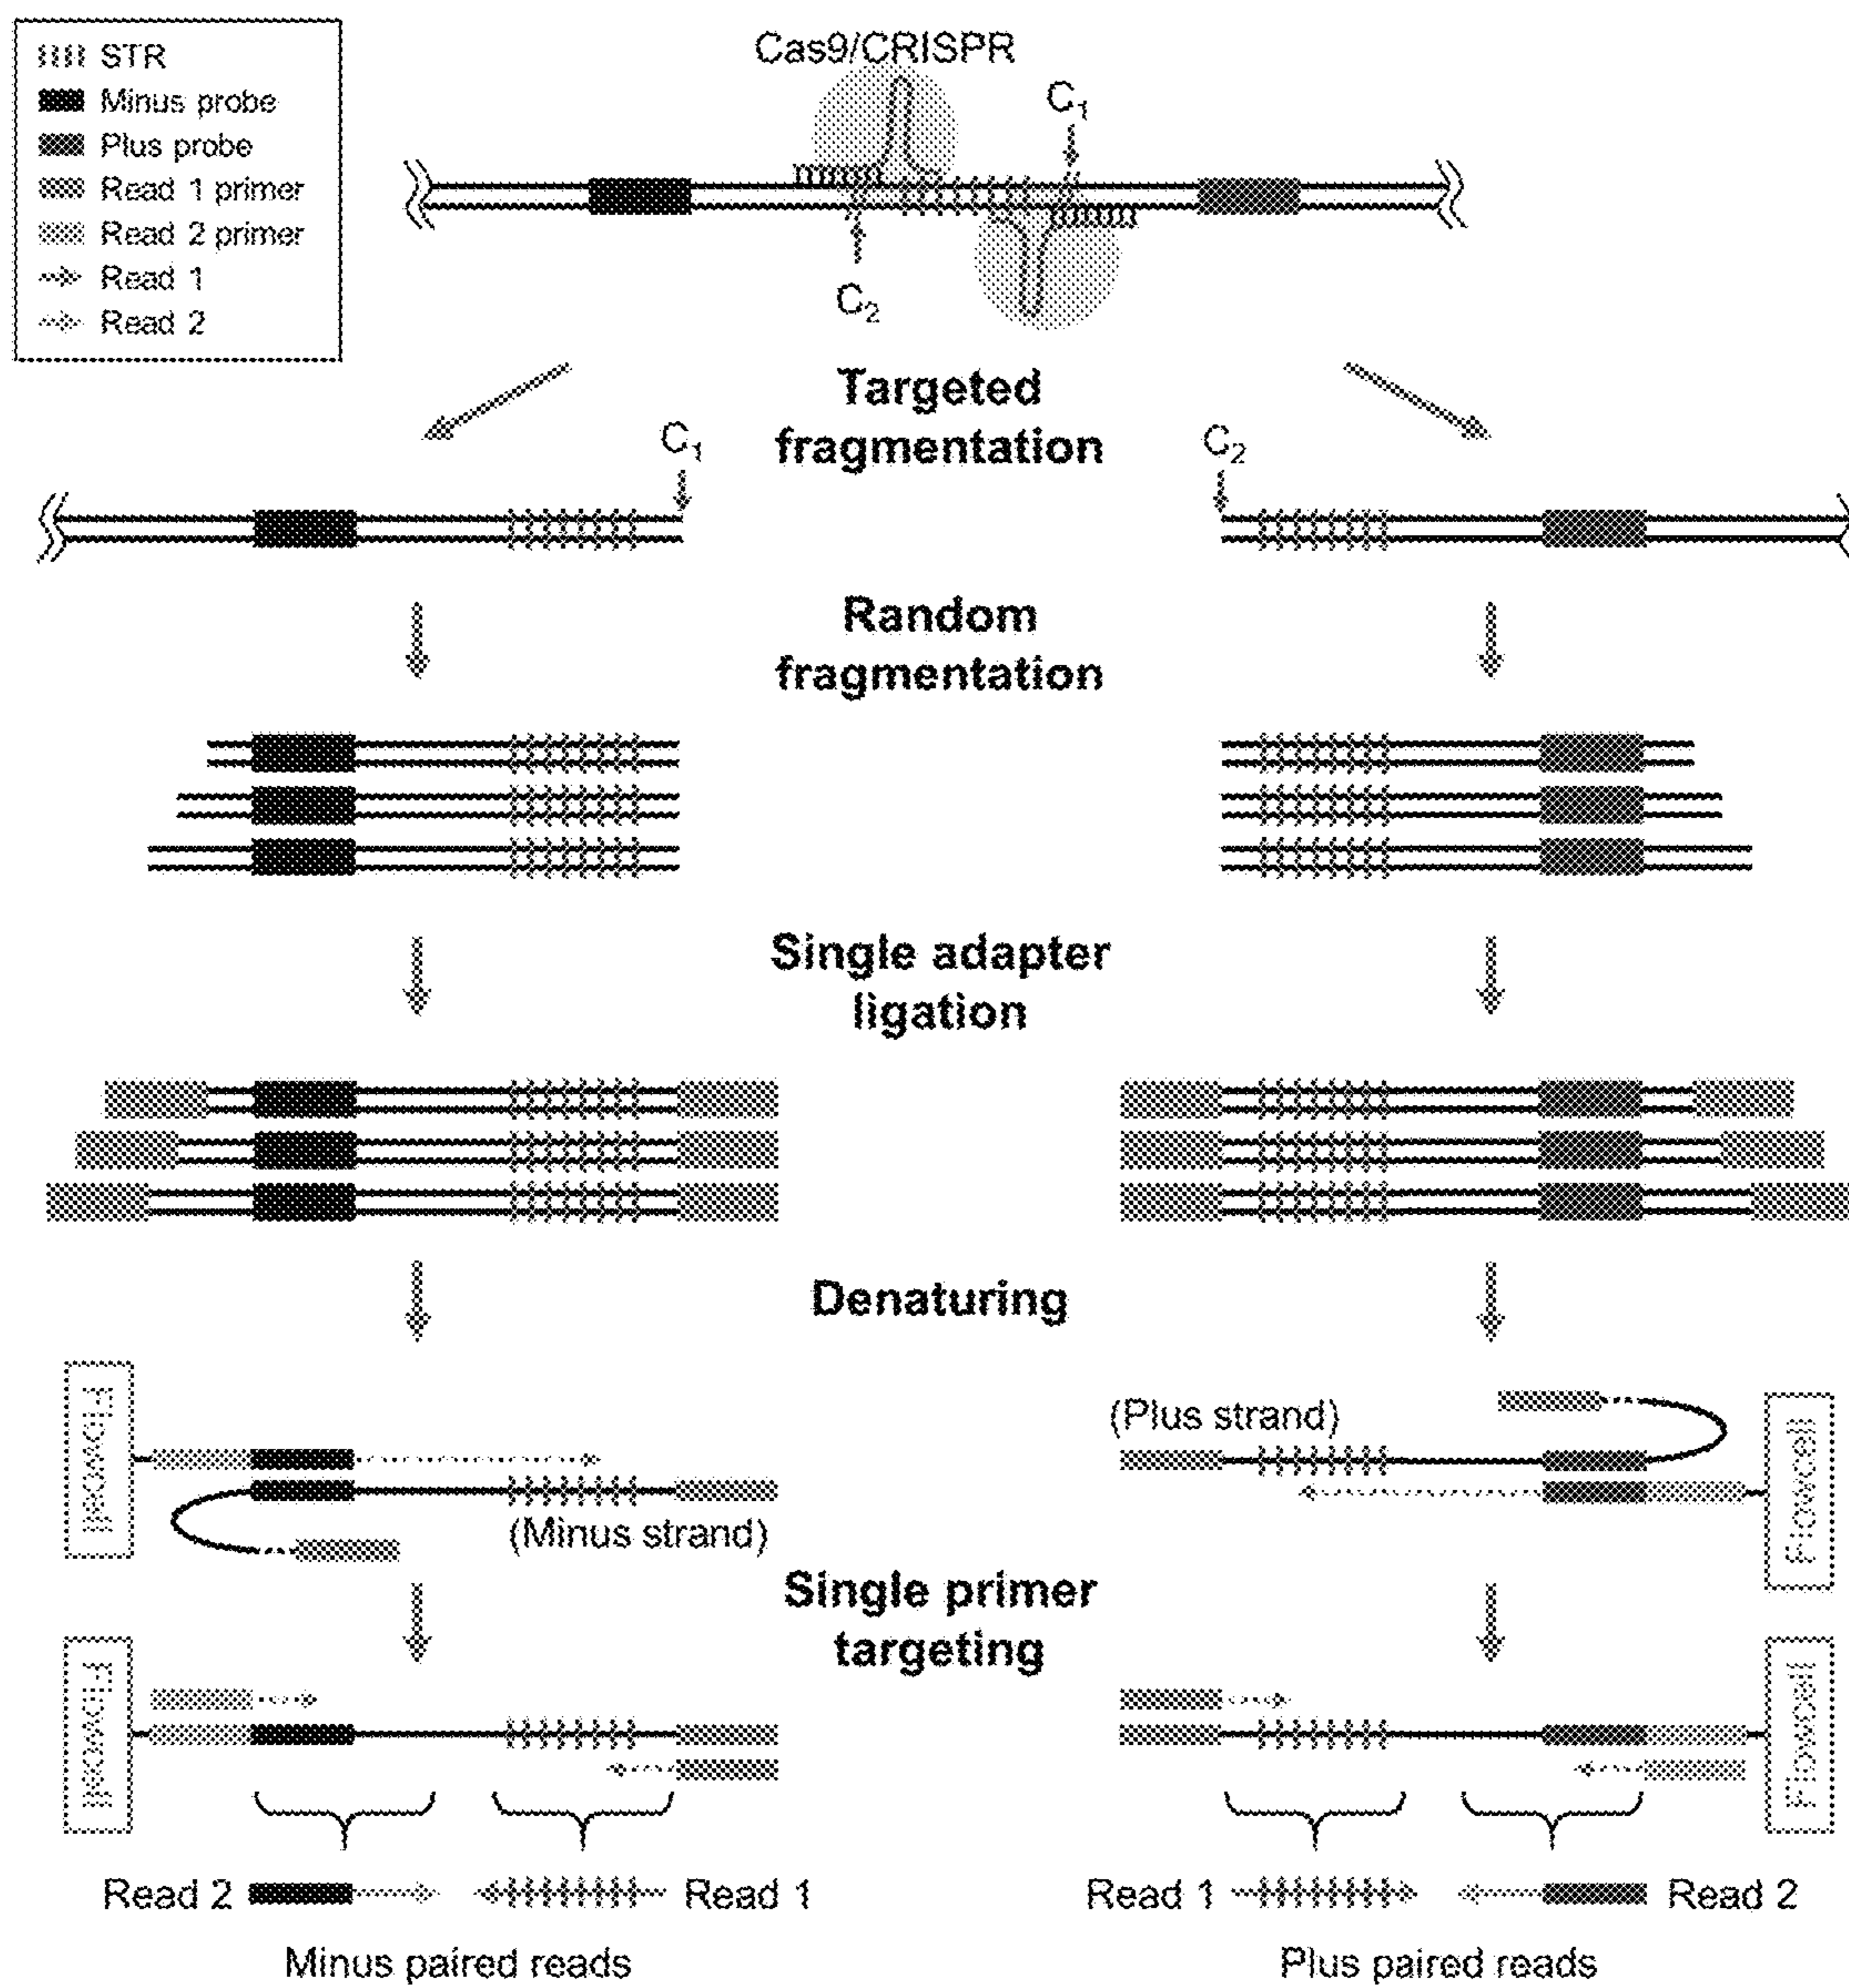 STR
Minus probe
Plus probe
Read 1 primer
Read 2 primer
Read 1
Read 2
Cas9/CRISPR
C₁
C₂
Targeted
fragmentation
C₁
C₂
Random
fragmentation
Single adapter
ligation
Denaturing
Flowcell
(Minus strand)
(Plus strand)
Flowcell
Single primer
targeting
Flowcell
Flowcell
Read 2
Read 1
Read 1
Read 2
Minus paired reads
Plus paired reads